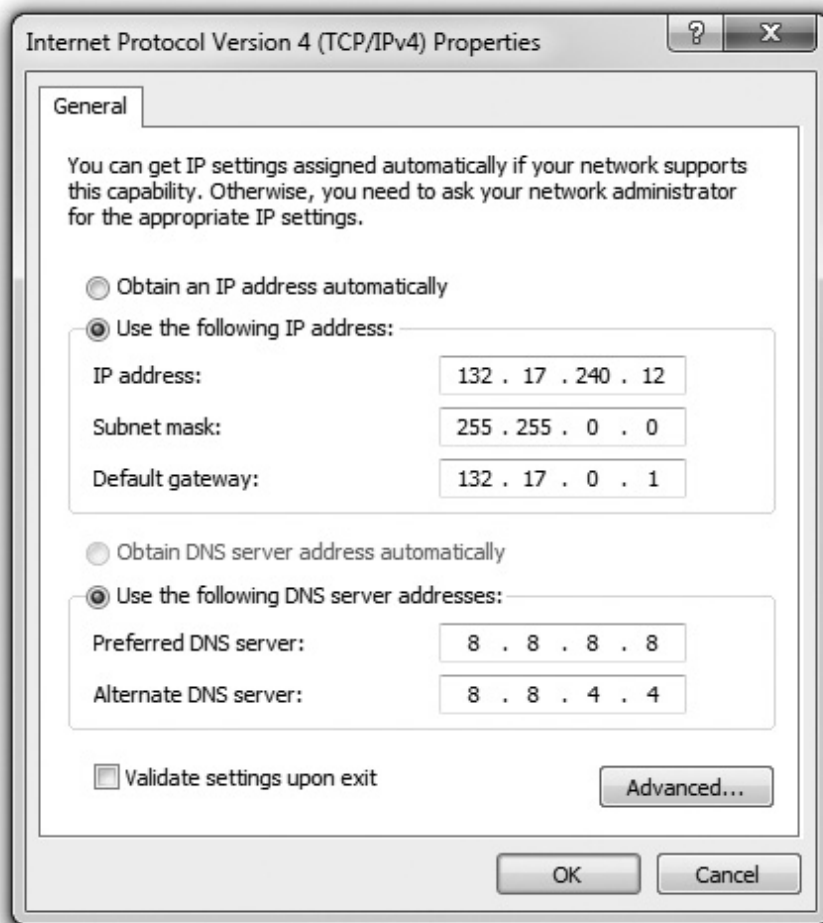 Internet Protocol Version 4 (TCP/IPv4) Properties
General
You can get IP settings assigned automatically if your network supports
this capability. Otherwise, you need to ask your network administrator
for the appropriate IP settings.
Obtain an IP address automatically
Use the following IP address:
IP address: 132 . 17 . 240 . 12
Subnet mask: 255 . 255 . 0 . 0
Default gateway: 132 . 17 . 0 . 1
Obtain DNS server address automatically
Use the following DNS server addresses:
Preferred DNS server: 8 . 8 . 8 . 8
Alternate DNS server: 8 . 8 . 4 . 4
Validate settings upon exit
Advanced...
OK Cancel